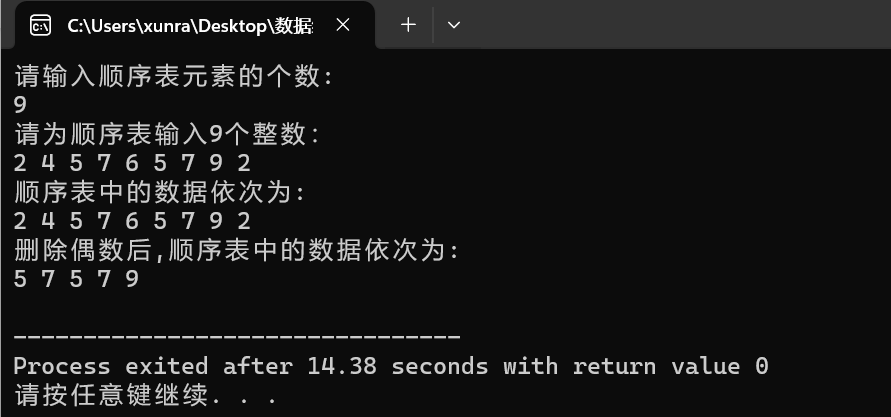 C:\Users\xunra\Desktop\数据
请输入顺序表元素的个数:
9
请为顺序表输入9个整数:
2 4 5 7 6 5 7 9 2
顺序表中的数据依次为:
2 4 5 7 6 5 7 9 2
删除偶数后,顺序表中的数据依次为:
5 7 5 7 9
--------------------------------
Process exited after 14.38 seconds with return value 0
请按任意键继续. . .